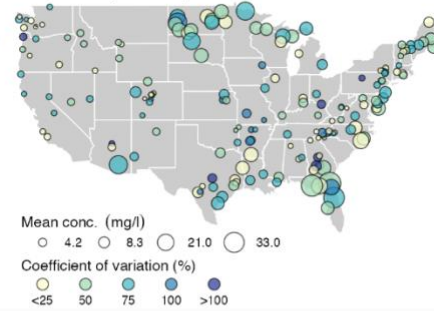 Mean conc. (mg/l)
4.2 8.3 21.0 33.0
Coefficient of variation (%)
<25 50 75 100 >100